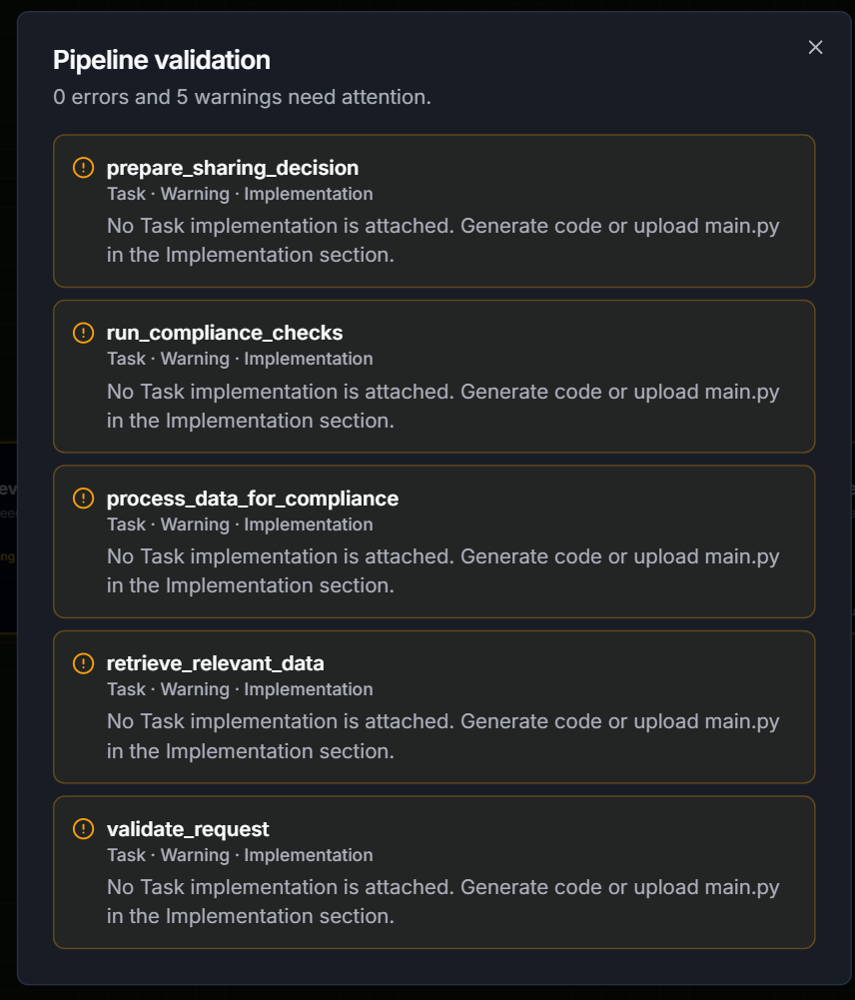 Pipeline validation
0 errors and 5 warnings need attention.
prepare_sharing_decision
Task · Warning · Implementation
No Task implementation is attached. Generate code or upload main.py
in the Implementation section.
run_compliance_checks
Task · Warning · Implementation
No Task implementation is attached. Generate code or upload main.py
in the Implementation section.
process_data_for_compliance
Task · Warning · Implementation
No Task implementation is attached. Generate code or upload main.py
in the Implementation section.
retrieve_relevant_data
Task · Warning · Implementation
No Task implementation is attached. Generate code or upload main.py
in the Implementation section.
validate_request
Task · Warning · Implementation
No Task implementation is attached. Generate code or upload main.py
in the Implementation section.